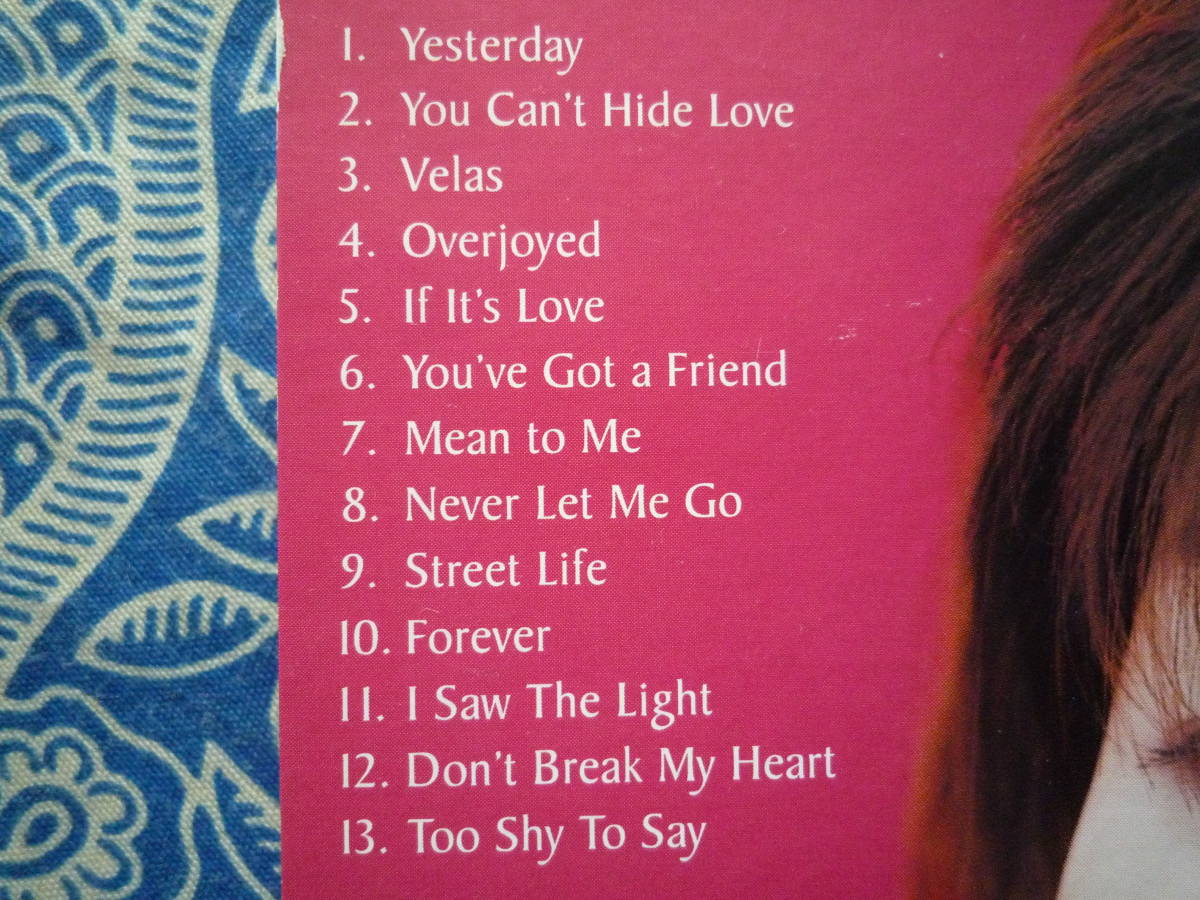 1. Yesterday
2. You Can't Hide Love
3. Velas
4. Overjoyed
5. If It's Love
6. You've Got a Friend
7. Mean to Me
8. Never Let Me Go
9. Street Life
10. Forever
11. I Saw The Light
12. Don't Break My Heart
13. Too Shy To Say